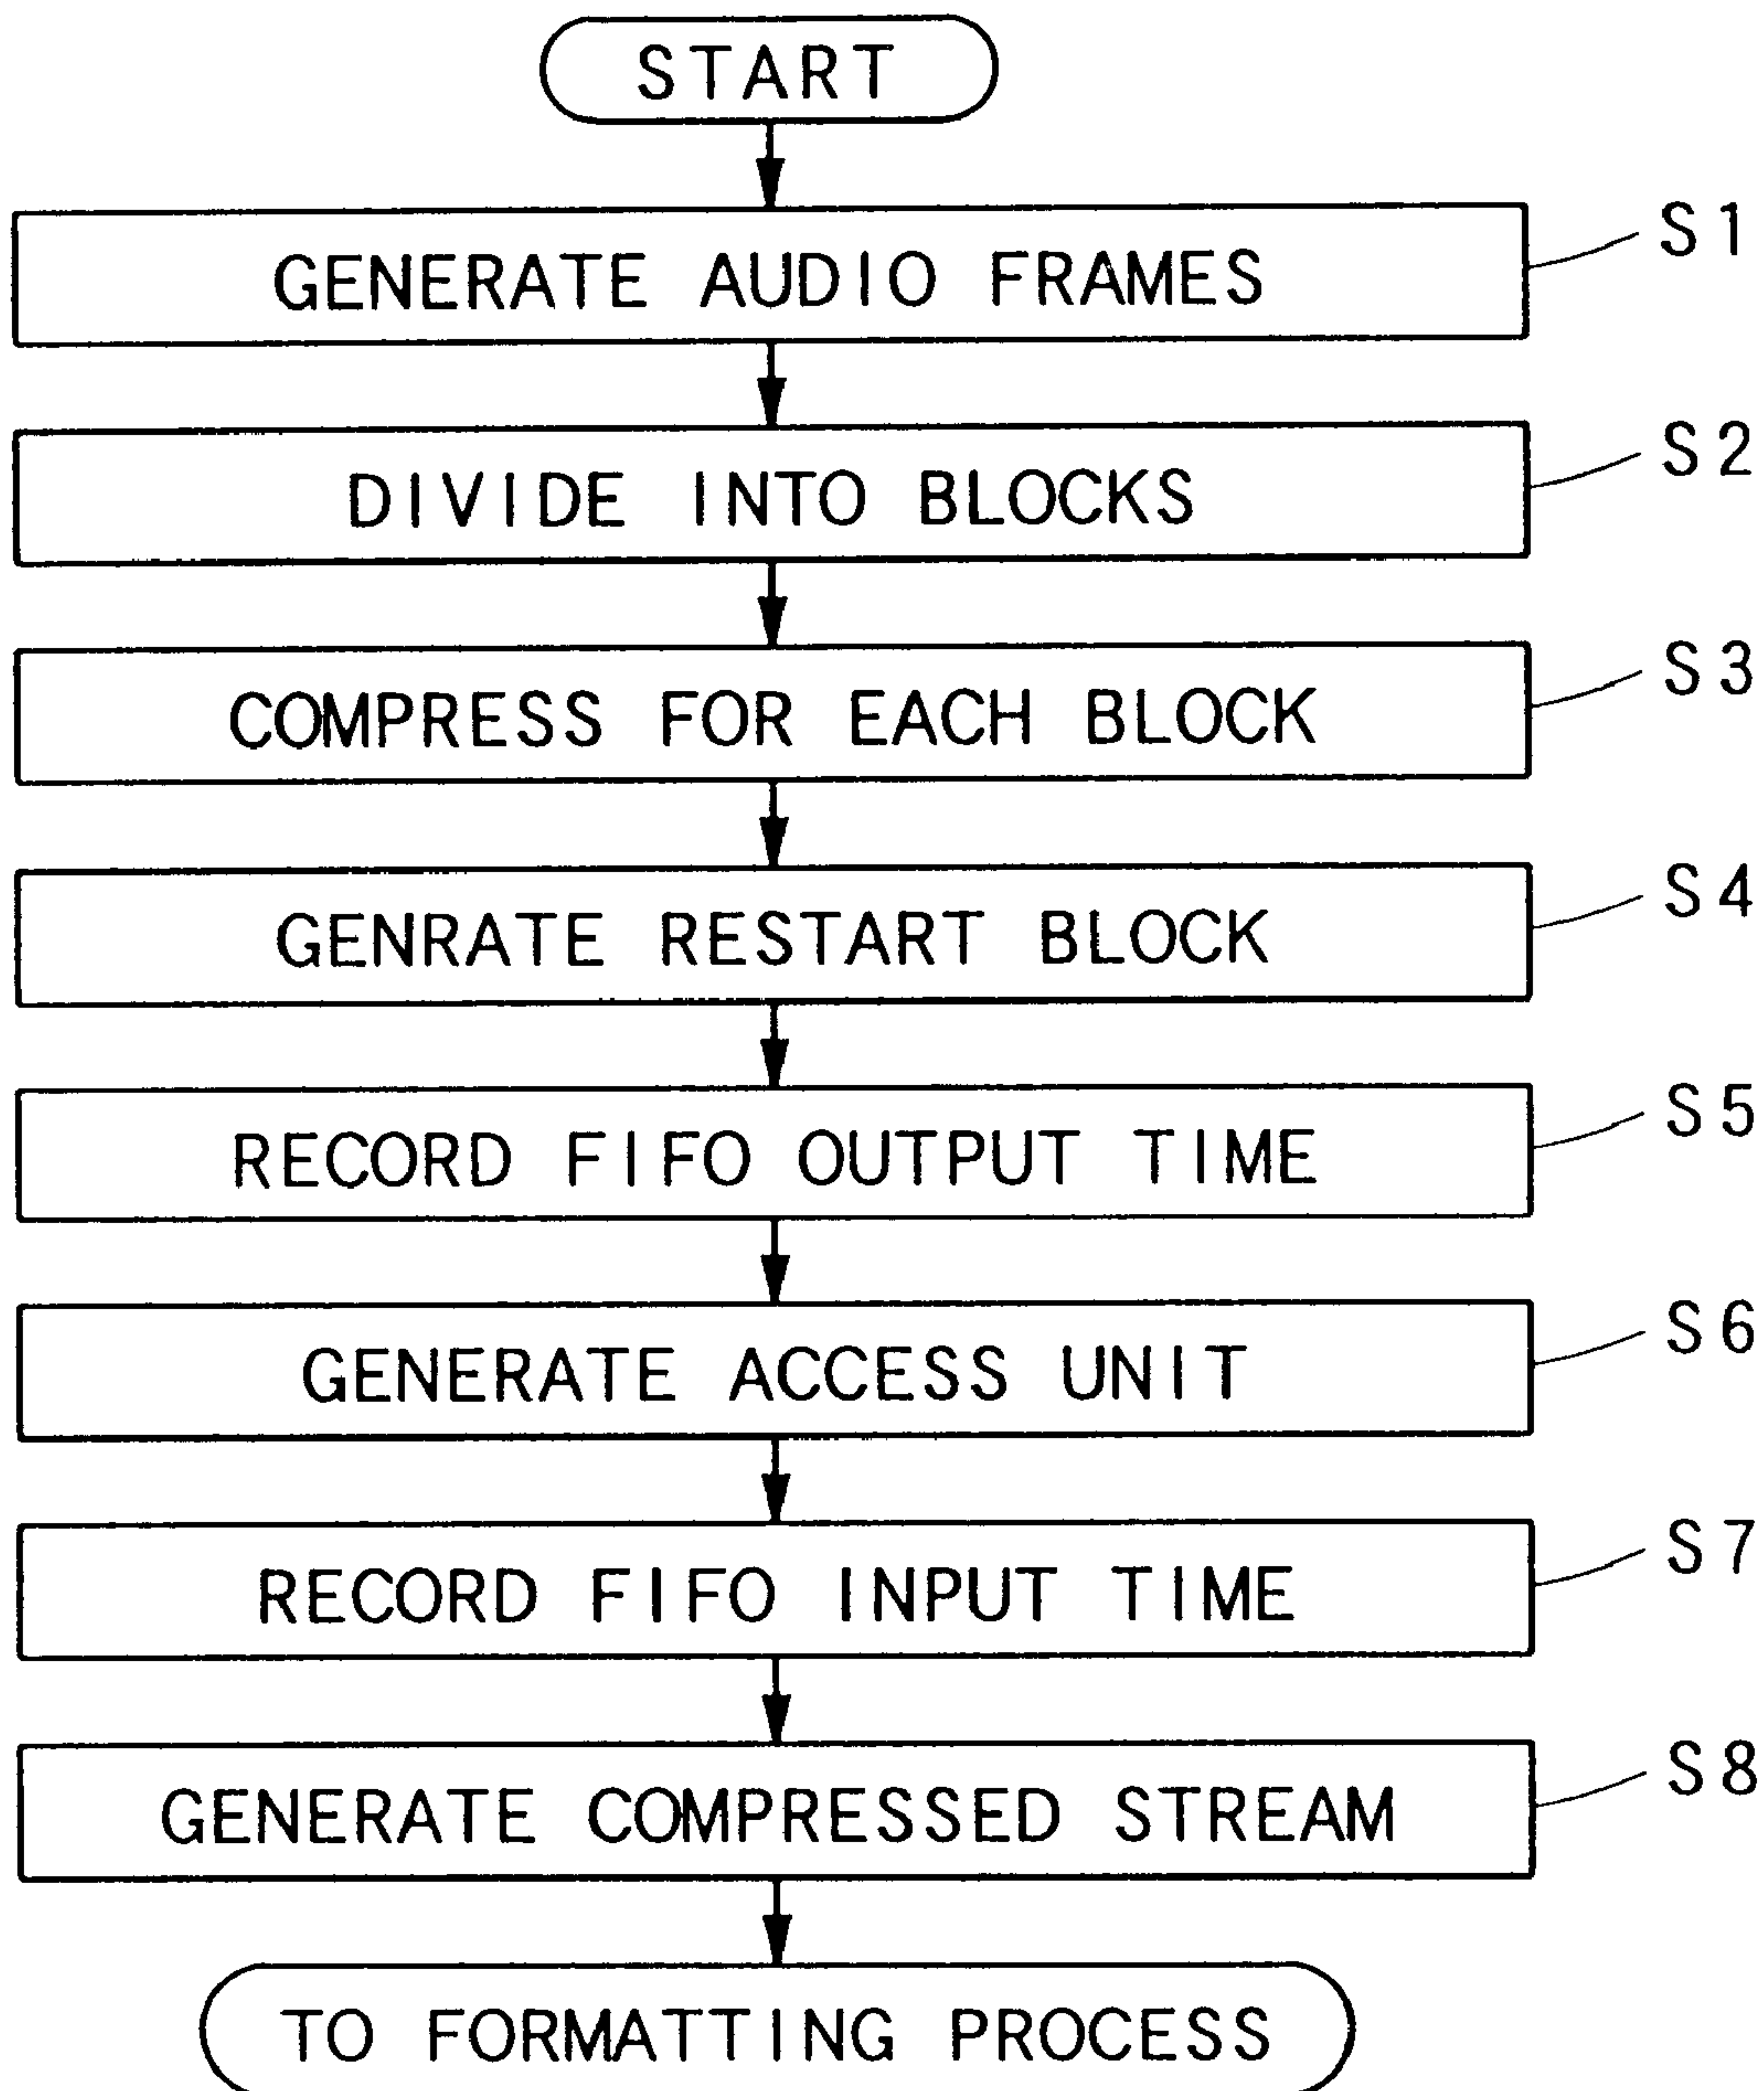 START
GENERATE AUDIO FRAMES
S1
DIVIDE INTO BLOCKS
S2
COMPRESS FOR EACH BLOCK
S3
GENRATE RESTART BLOCK
S4
RECORD FIFO OUTPUT TIME
S5
GENERATE ACCESS UNIT
S6
RECORD FIFO INPUT TIME
S7
GENERATE COMPRESSED STREAM
S8
TO FORMATTING PROCESS